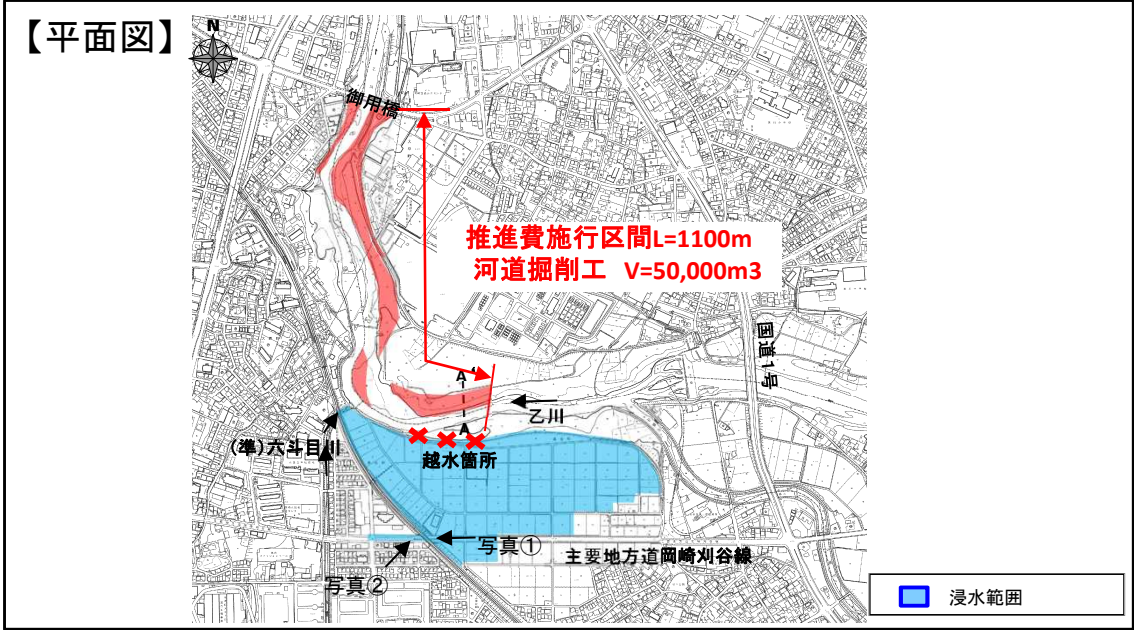 【平面図】
N
御用橋
推進費施行区間L=1100m
河道掘削工 V=50,000m3
国道1号
A'
乙川
A
(準)六斗目川
越水箇所
写真①
主要地方道岡崎刈谷線
写真②
浸水範囲